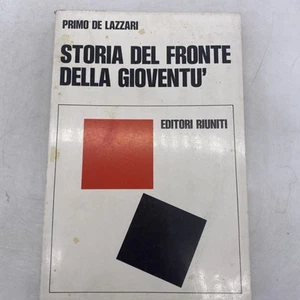 PRIMO DE LAZZARI
STORIA DEL FRONTE
DELLA GIOVENTU'
EDITORI RIUNITI